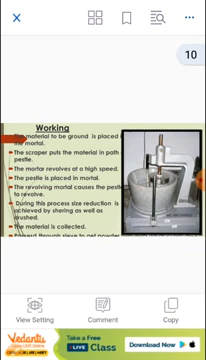 10
Working
The material to be ground is placed i
the mortal.
The scraper puts the material in path
pestle.
The mortar revolves at a high speed.
The pestle is placed in mortal.
The revolving mortar causes the pestl
to revolve.
During this process size reduction is
achieved by shering as well as
crushed.
The material is collected.
View Setting
Comment
Copy
Vedantu
Take a Free
LIVE Class
Download Now